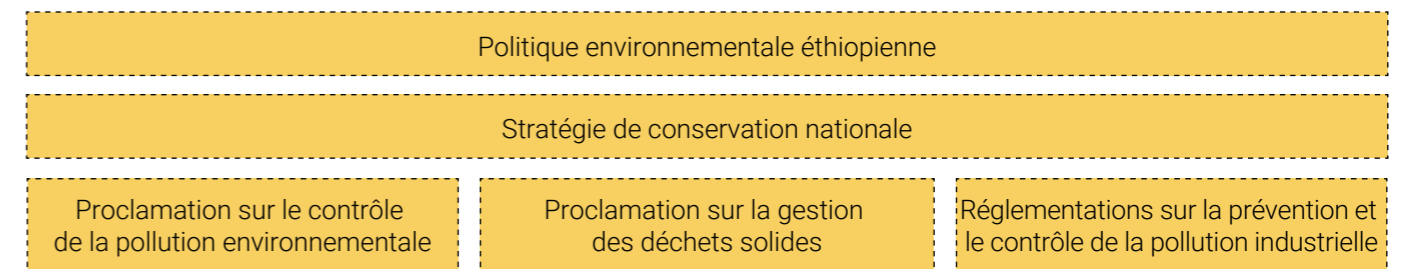 Politique environnementale éthiopienne
Stratégie de conservation nationale
Proclamation sur le contrôle
de la pollution environnementale
Proclamation sur la gestion
des déchets solides
Réglementations sur la prévention et
le contrôle de la pollution industrielle